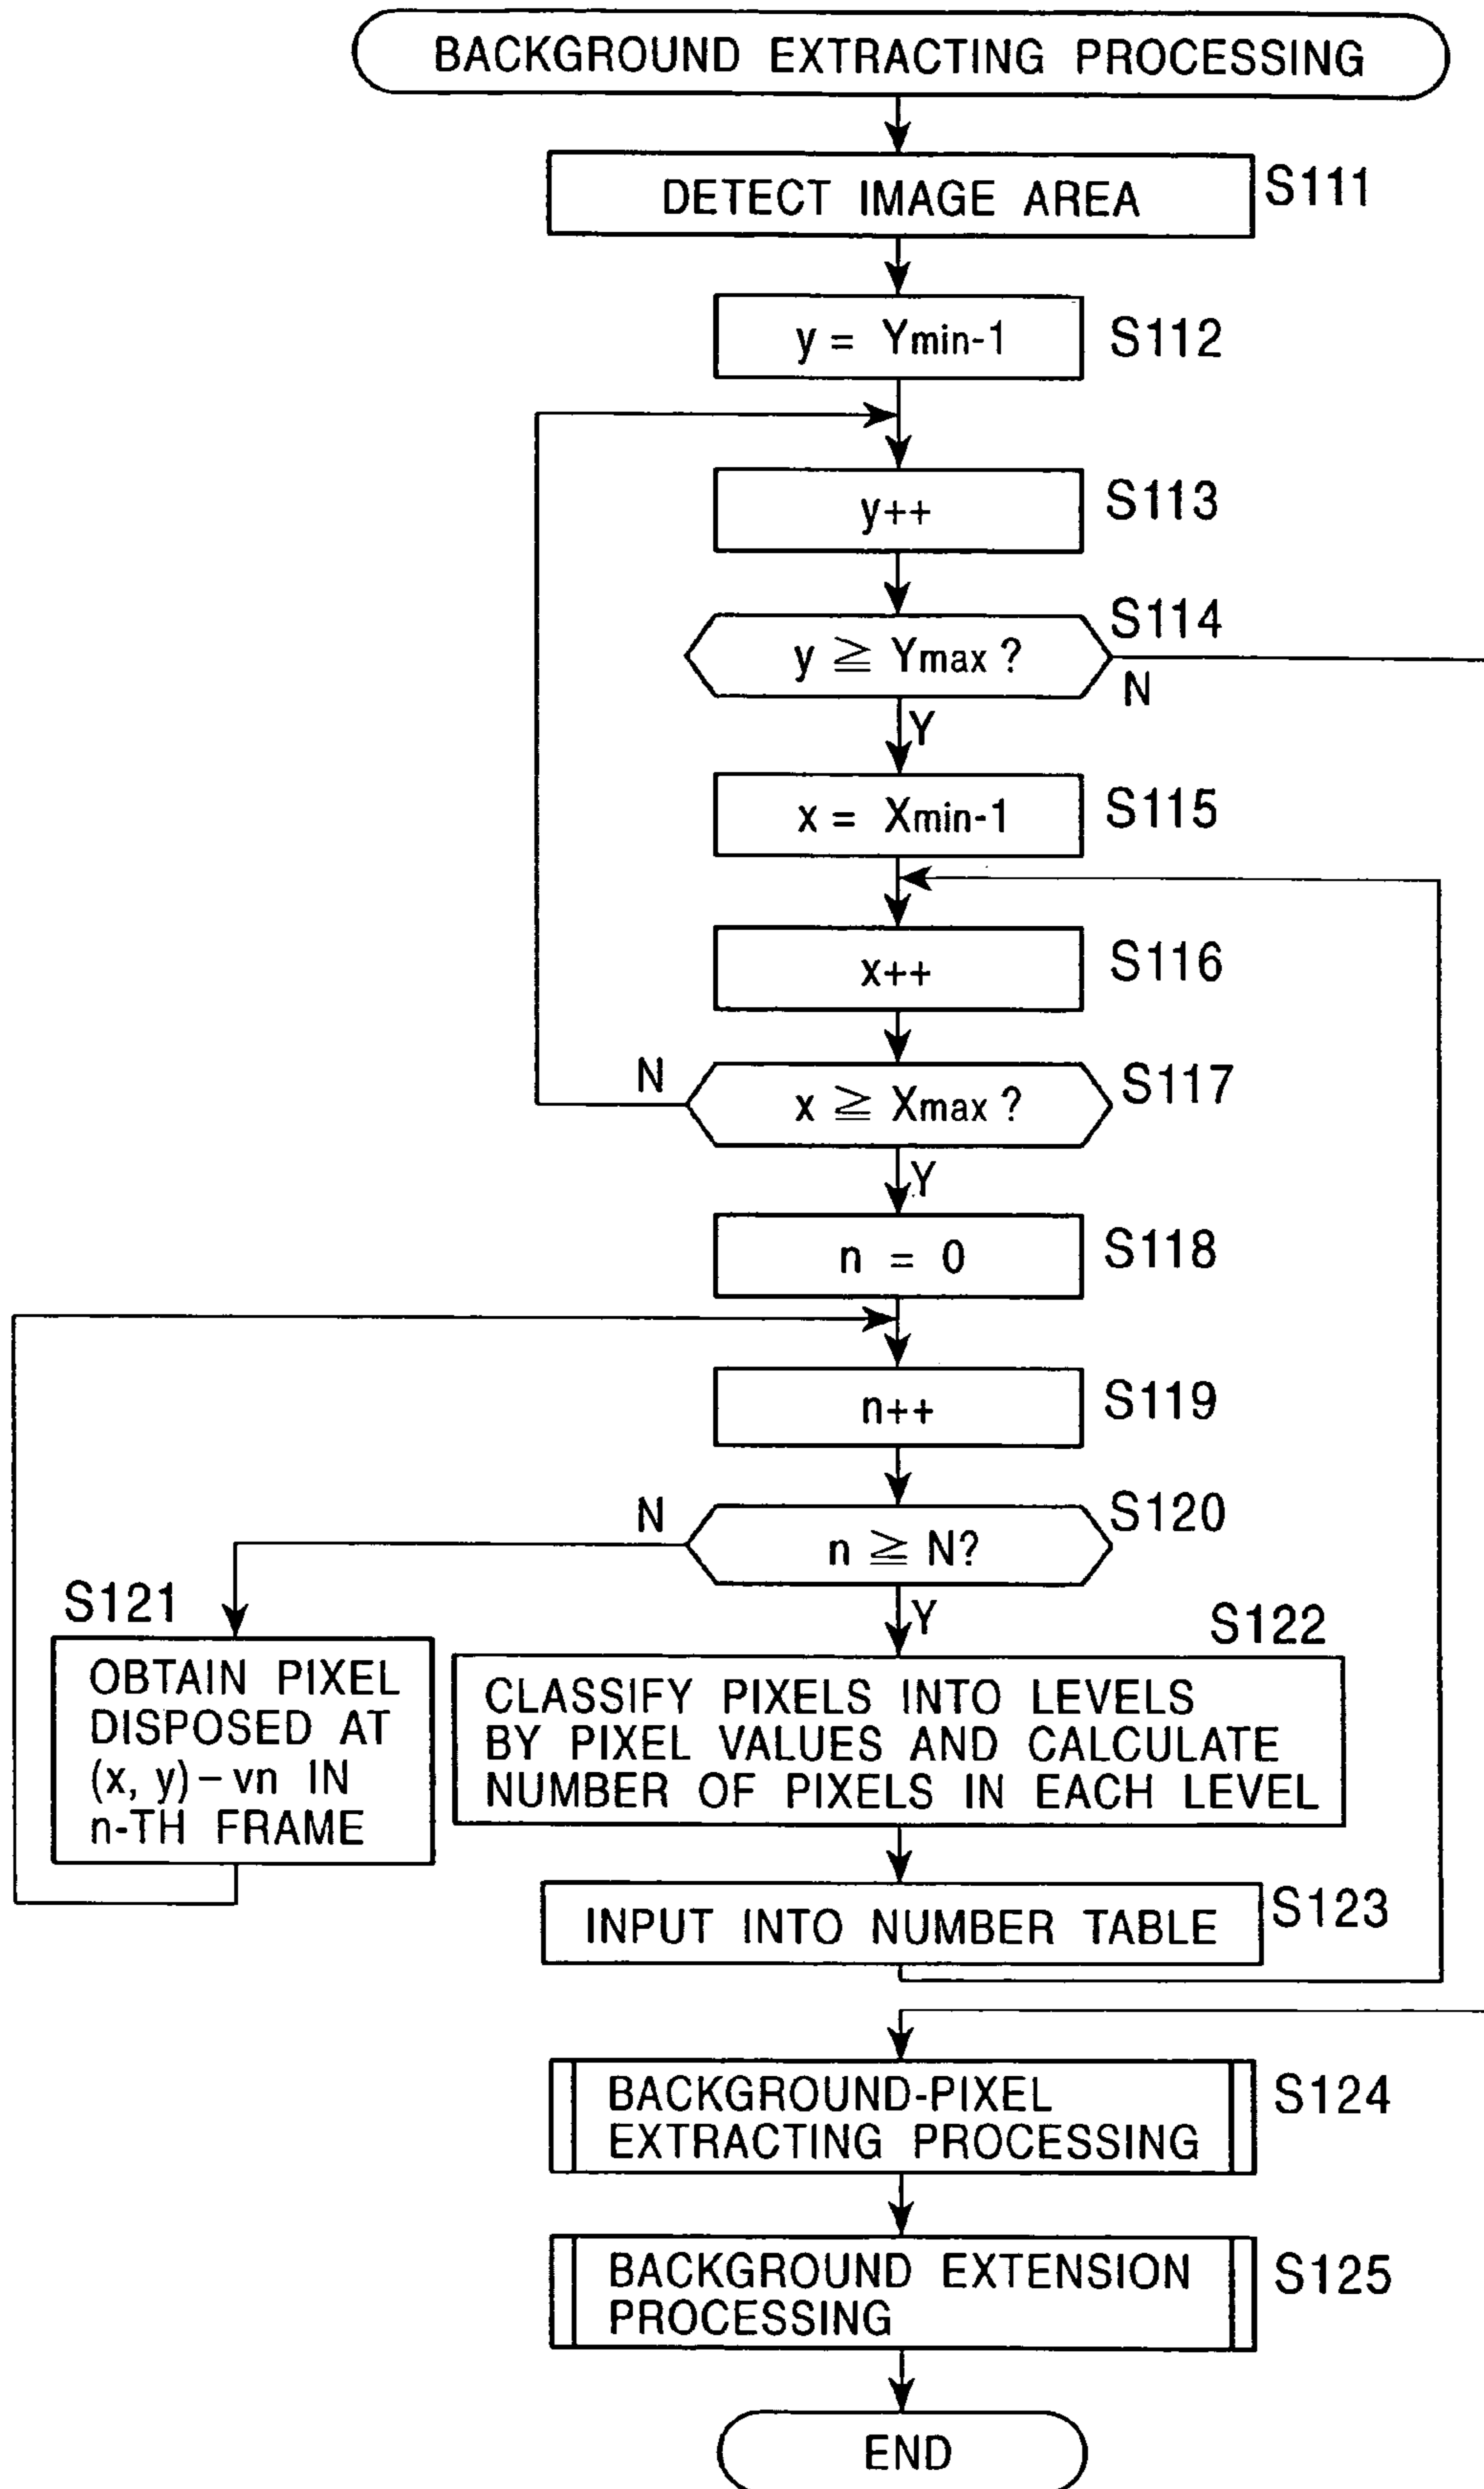 BACKGROUND EXTRACTING PROCESSING
DETECT IMAGE AREA
S111
y = Ymin-1
S112
y++
S113
y ≧ Ymax ?
S114
N
Y
x = Xmin-1
S115
x++
S116
N
x ≧ Xmax ?
S117
Y
n = 0
S118
n++
S119
N
n ≧ N?
S120
Y
S121
OBTAIN PIXEL
DISPOSED AT
(x, y)–vn IN
n-TH FRAME
S122
CLASSIFY PIXELS INTO LEVELS
BY PIXEL VALUES AND CALCULATE
NUMBER OF PIXELS IN EACH LEVEL
INPUT INTO NUMBER TABLE
S123
BACKGROUND-PIXEL
EXTRACTING PROCESSING
S124
BACKGROUND EXTENSION
PROCESSING
S125
END